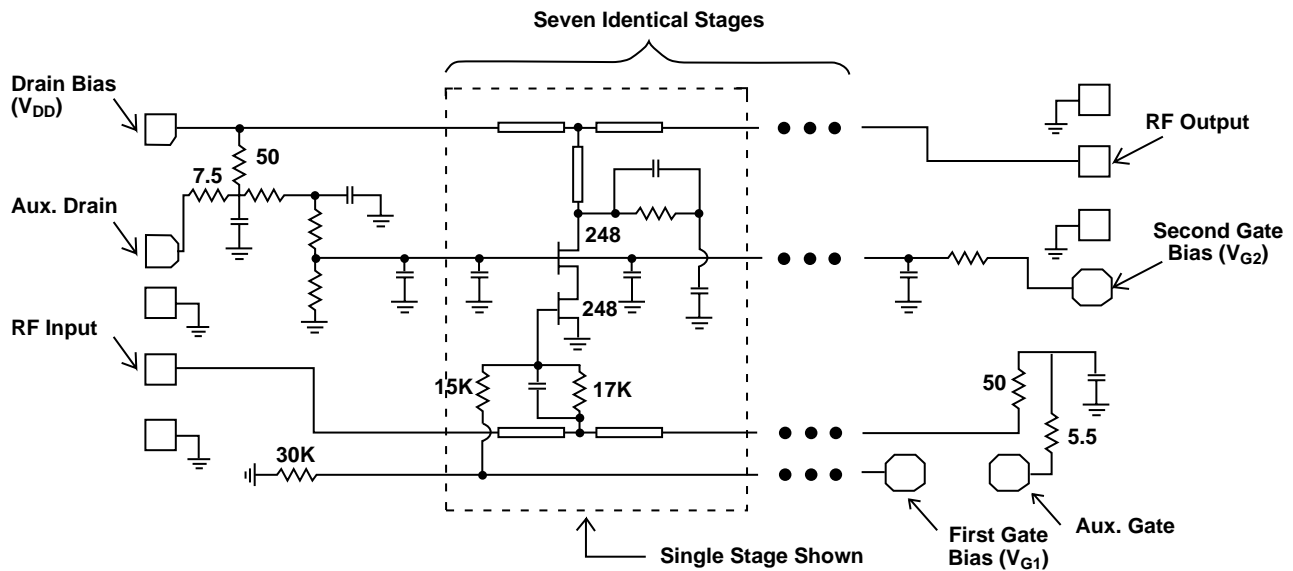 Seven Identical Stages
Drain Bias
(VDD)
50
7.5
RF Output
Aux. Drain
248
Second Gate
Bias (VG2)
248
RF Input
15K
17K
50
5.5
30K
First Gate
Bias (VG1)
Aux. Gate
Single Stage Shown